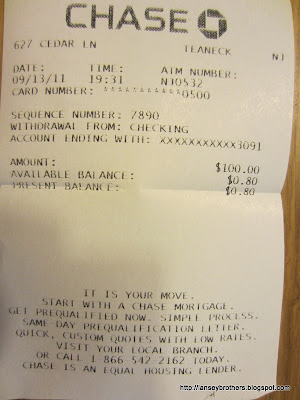 CHASE
627 CEDAR LN TEANECK NJ
DATE: TIME: ATM NUMBER:
09/13/11 19:31 NJ0532
CARD NUMBER: ***********0500
SEQUENCE NUMBER: 7890
WITHDRAWAL FROM: CHECKING
ACCOUNT ENDING WITH: XXXXXXXXXXX3091
AMOUNT: $100.00
AVAILABLE BALANCE: $0.80
PRESENT BALANCE: $0.80
IT IS YOUR MOVE.
START WITH A CHASE MORTGAGE.
GET PREQUALIFIED NOW. SIMPLE PROCESS.
SAME-DAY PREQUALIFICATION LETTER.
QUICK, CUSTOM QUOTES WITH LOW RATES.
VISIT YOUR LOCAL BRANCH.
OR CALL 1 866 542 2162 TODAY.
CHASE IS AN EQUAL HOUSING LENDER.
http://ianseybrothers.blogspot.com